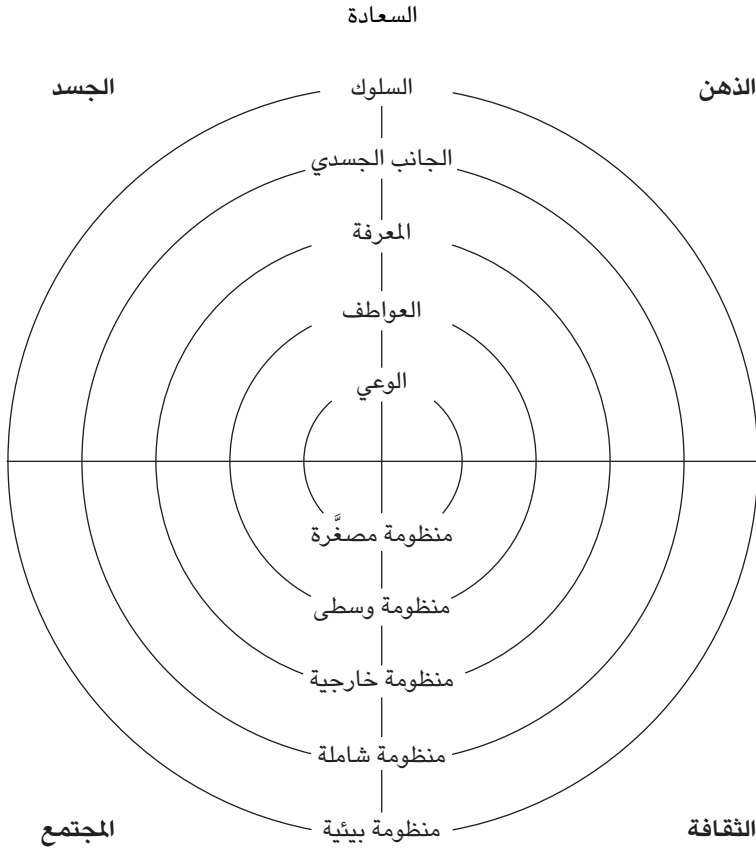 السعادة
الذهن
الجسد
السلوك
الجانب الجسدي
المعرفة
العواطف
الوعي
منظومة مصغَّرة
منظومة وسطى
منظومة خارجية
منظومة شاملة
منظومة بيئية
الثقافة
المجتمع